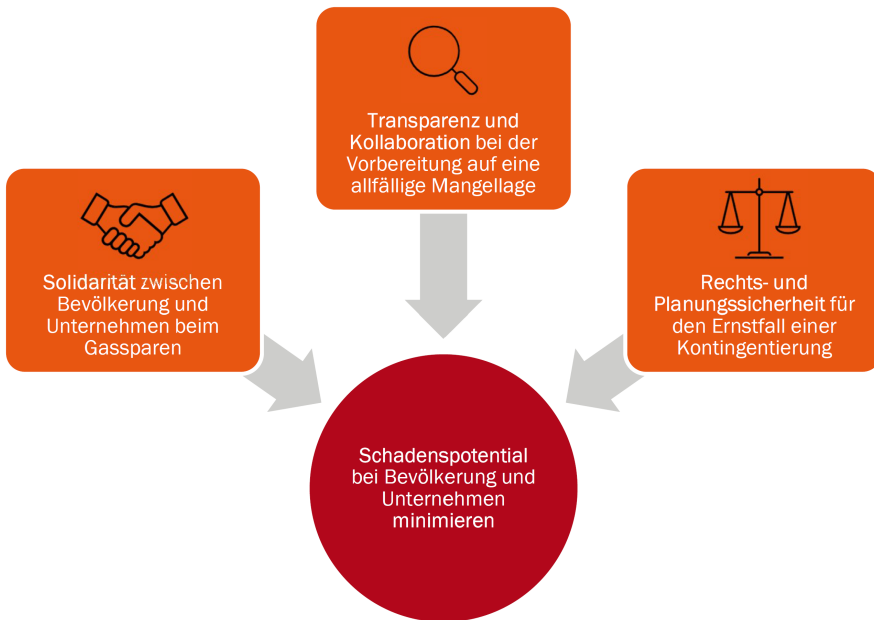 Transparenz und
Kollaboration bei der
Vorbereitung auf eine
allfällige Mangellage
Solidarität zwischen
Bevölkerung und
Unternehmen beim
Gassparen
Rechts- und
Planungssicherheit für
den Ernstfall einer
Kontingentierung
Schadenspotential
bei Bevölkerung und
Unternehmen
minimieren